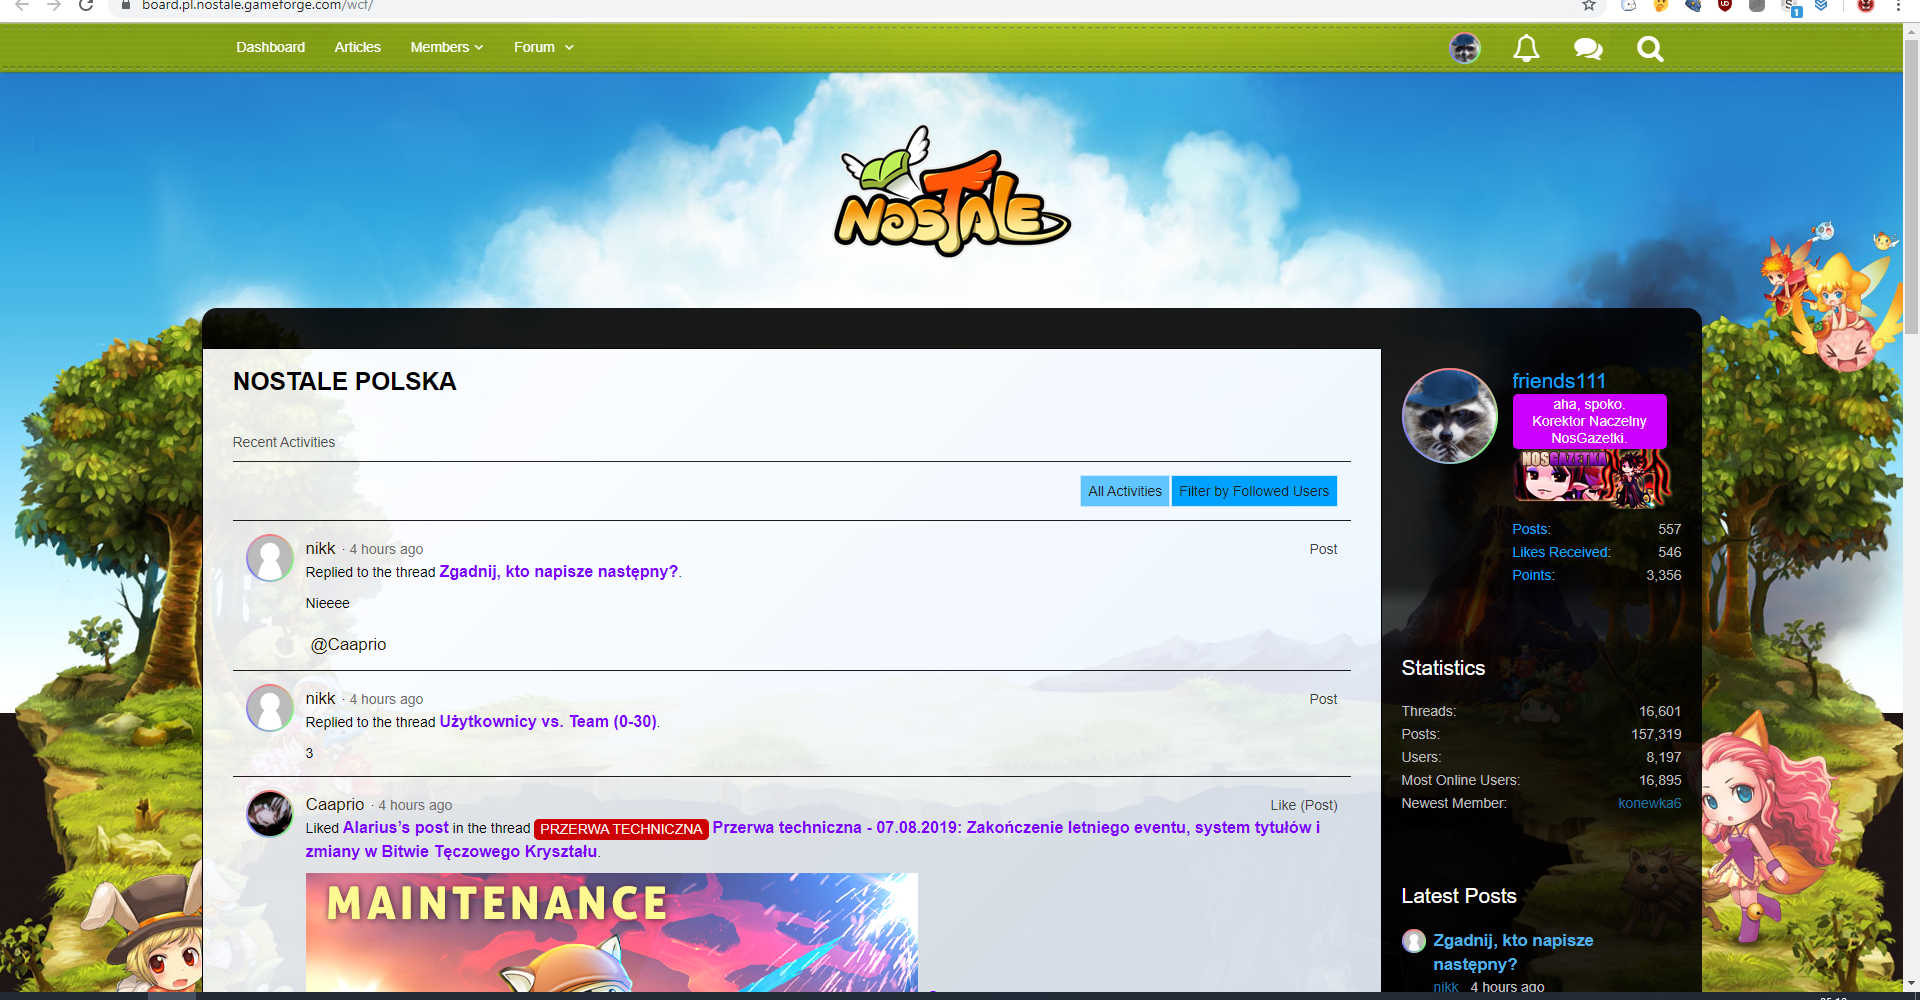 board.pl.nostale.gameforge.com/wcf/
1
Dashboard
Articles
Members
Forum
NOSTALE
NOSTALE POLSKA
Recent Activities
All Activities
Filter by Followed Users
nikk · 4 hours ago
Post
Replied to the thread Zgadnij, kto napisze następny?.
Nieeee
@Caaprio
nikk · 4 hours ago
Post
Replied to the thread Użytkownicy vs. Team (0-30).
3
Caaprio · 4 hours ago
Like (Post)
Liked Alarius's post in the thread PRZERWA TECHNICZNA Przerwa techniczna - 07.08.2019: Zakończenie letniego eventu, system tytułów i
zmiany w Bitwie Tęczowego Kryształu.
MAINTENANCE
friends111
aha, spoko.
Korektor Naczelny
NosGazetki.
NOSGAZETKA
Posts: 557
Likes Received: 546
Points: 3,356
Statistics
Threads: 16,601
Posts: 157,319
Users: 8,197
Most Online Users: 16,895
Newest Member: konewka6
Latest Posts
Zgadnij, kto napisze
następny?
nikk 4 hours ago